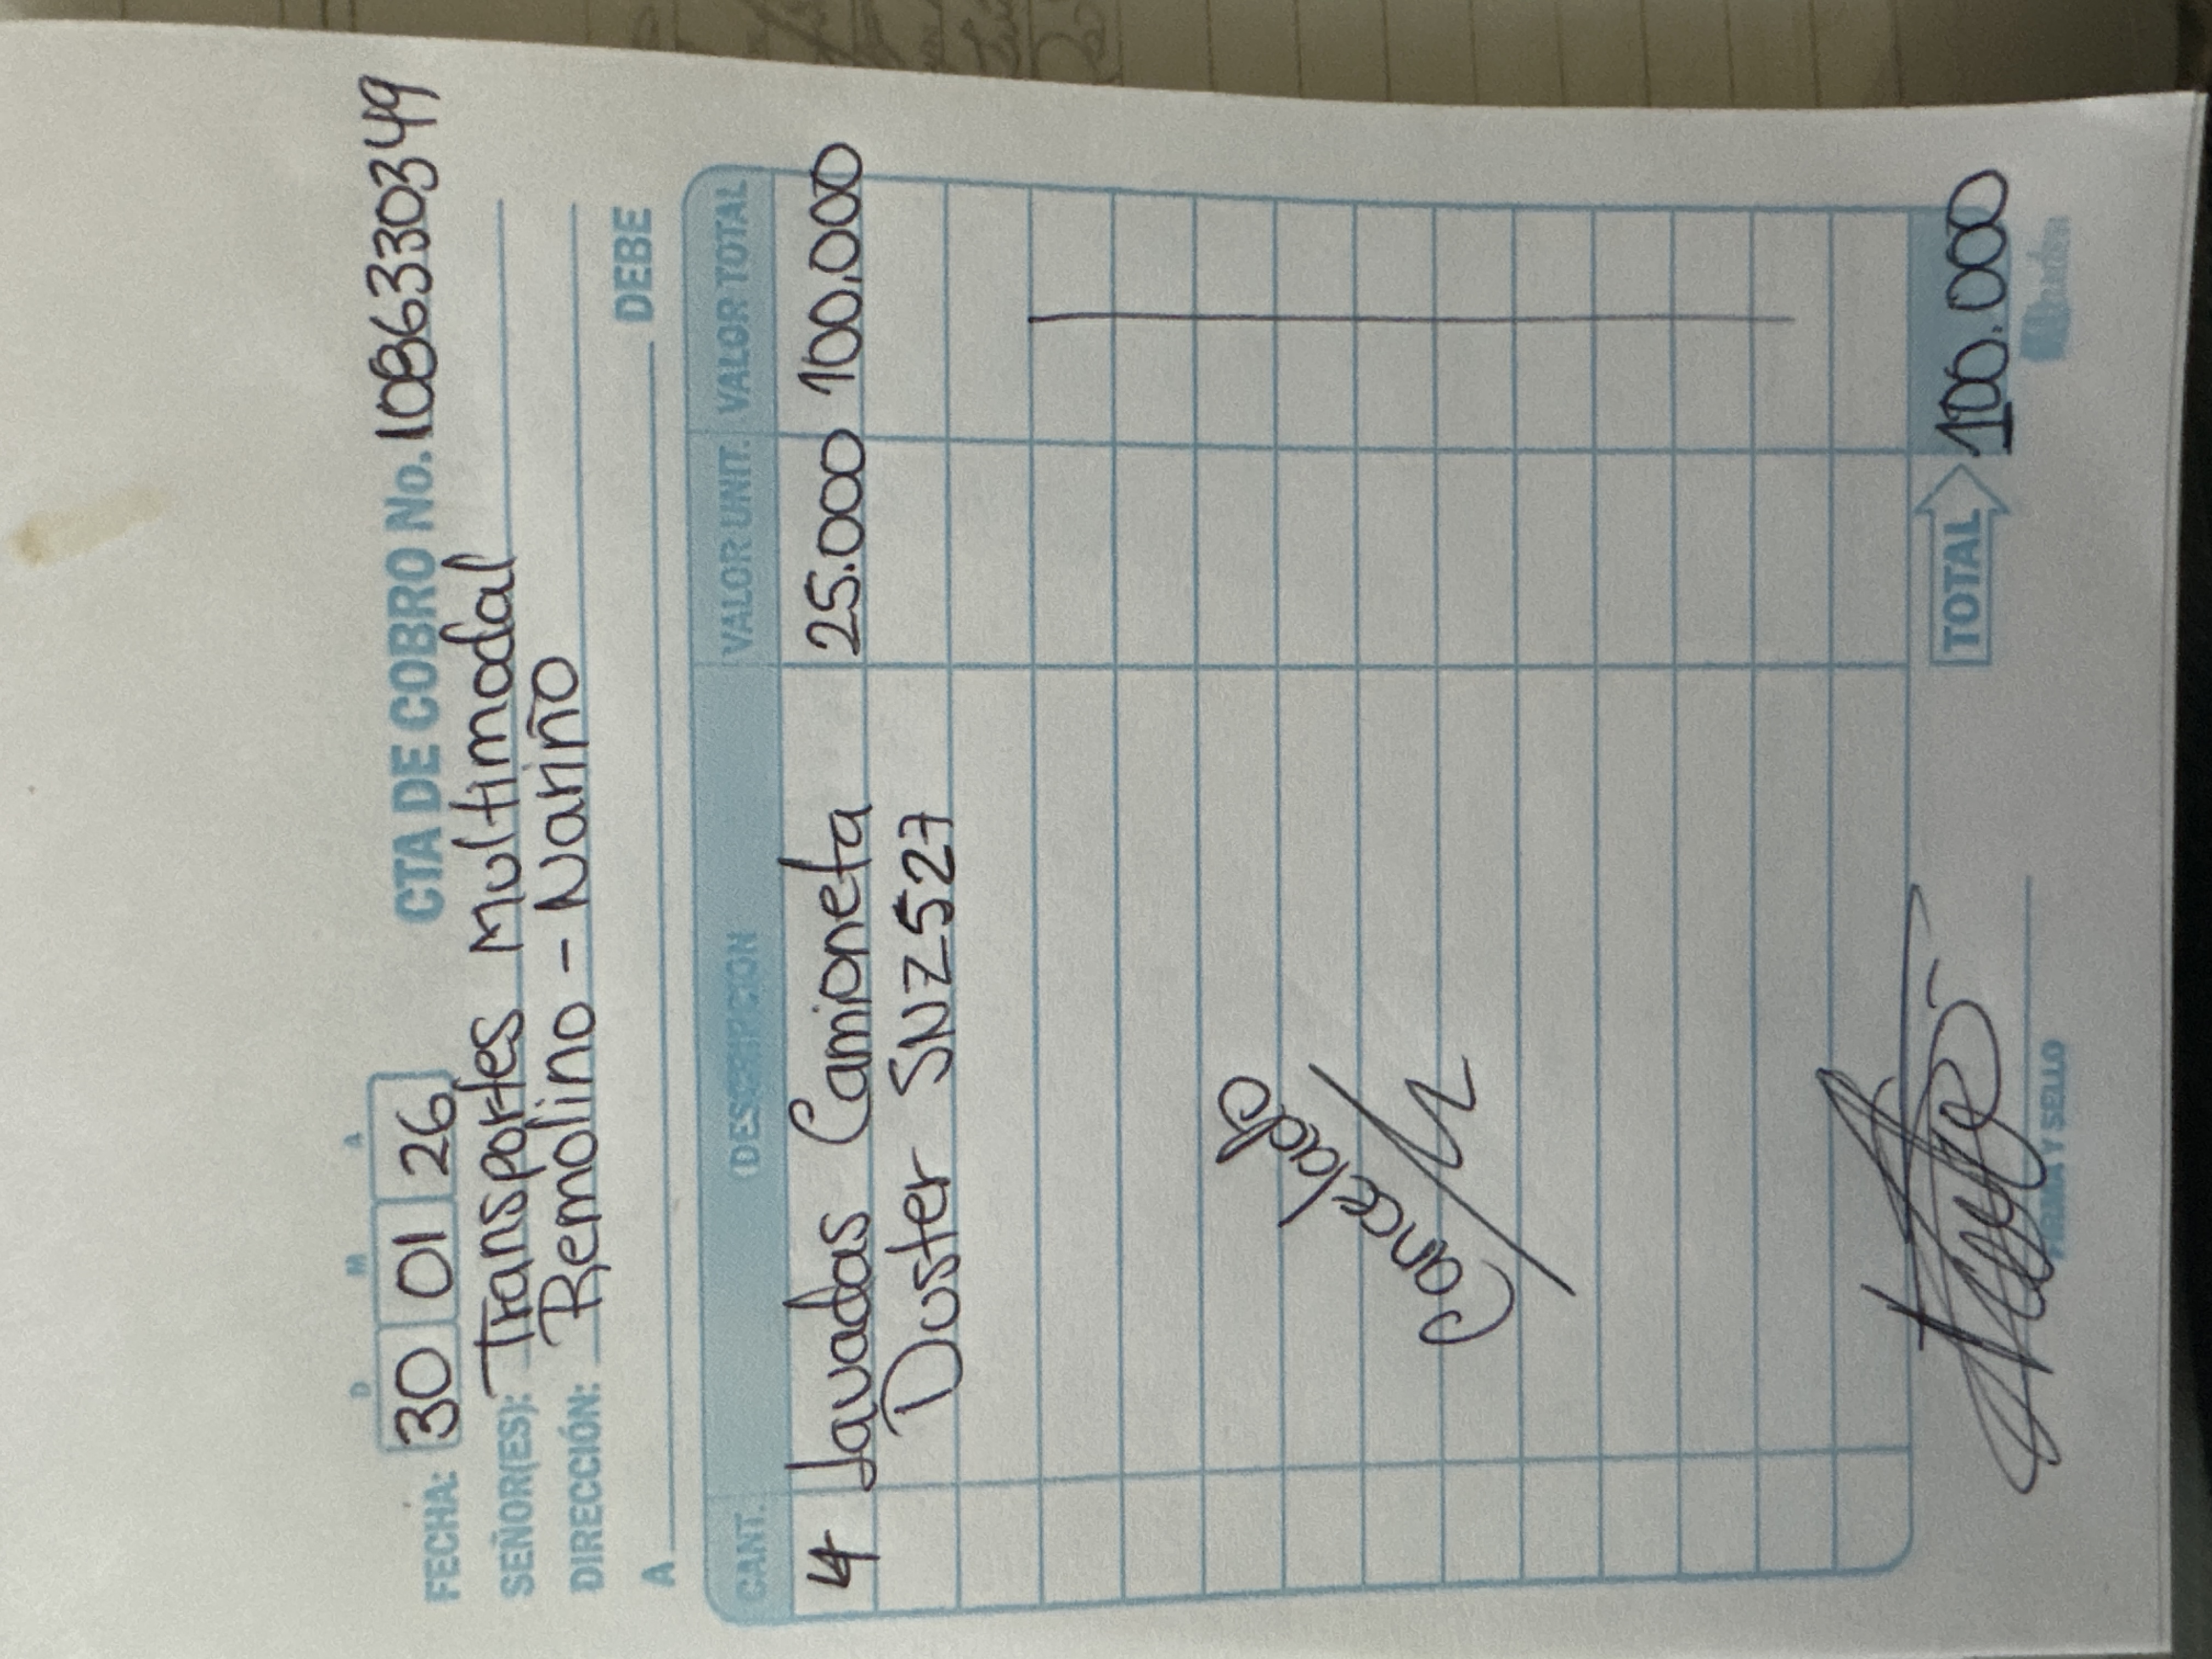 D M A
FECHA: 30 01 26 CTA DE COBRO No. 1086330349
SEÑOR(ES): Transportes Multimodal
DIRECCIÓN: Remolino - Nariño
A DEBE
CANT. DESCRIPCION VALOR UNIT. VALOR TOTAL
4 Lavadas Camioneta 25.000 100.000
Duster SNZ527
Cancelado
TOTAL 100.000
FIRMA Y SELLO